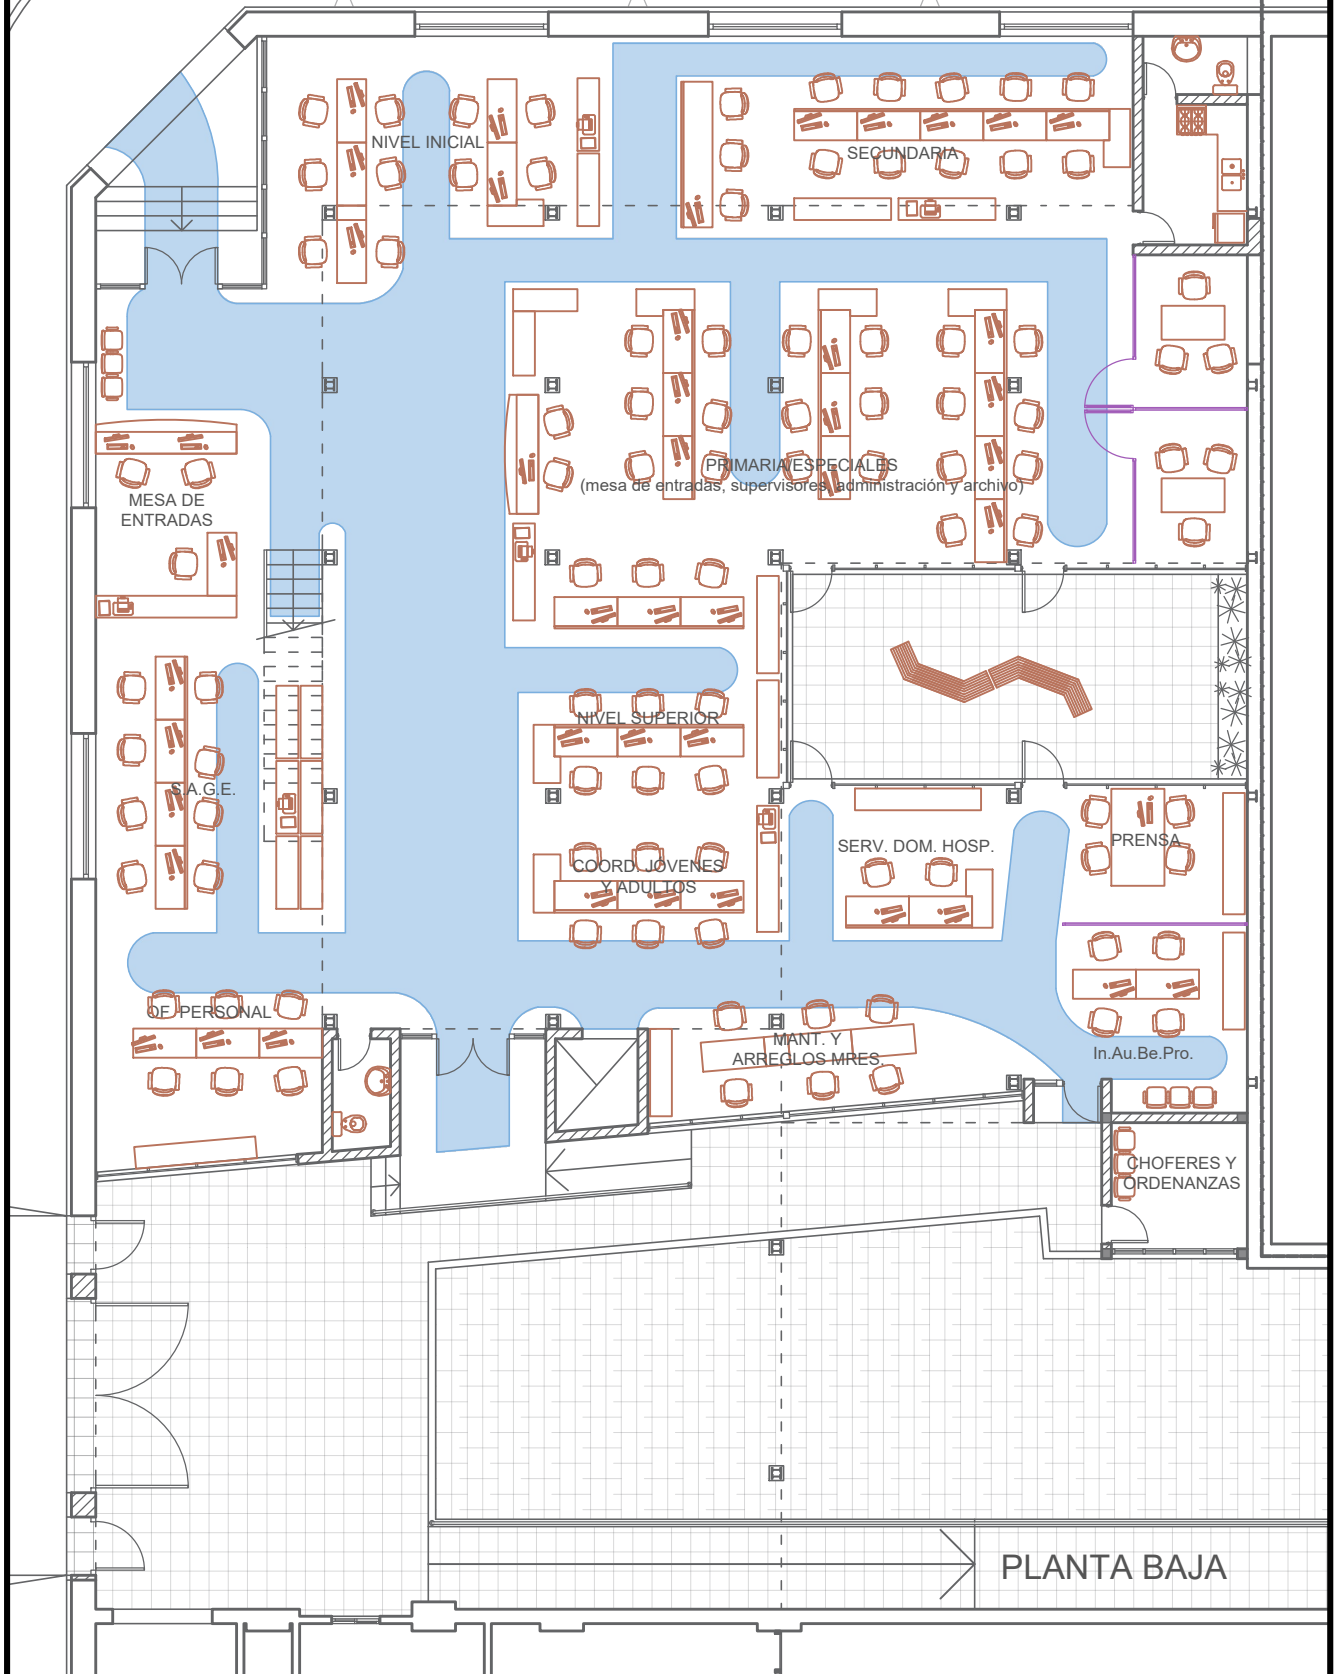 NIVEL INICIAL
SECUNDARIA
PRIMARIA/ESPECIALES
(mesa de entradas, supervisores, administración y archivo)
MESA DE
ENTRADAS
NIVEL SUPERIOR
S.A.G.E.
COORD. JÓVENES
Y ADULTOS
SERV. DOM. HOSP.
PRENSA
OF. PERSONAL
MANT. Y
ARREGLOS MRES.
In.Au.Be.Pro.
CHOFERES Y
ORDENANZAS
PLANTA BAJA